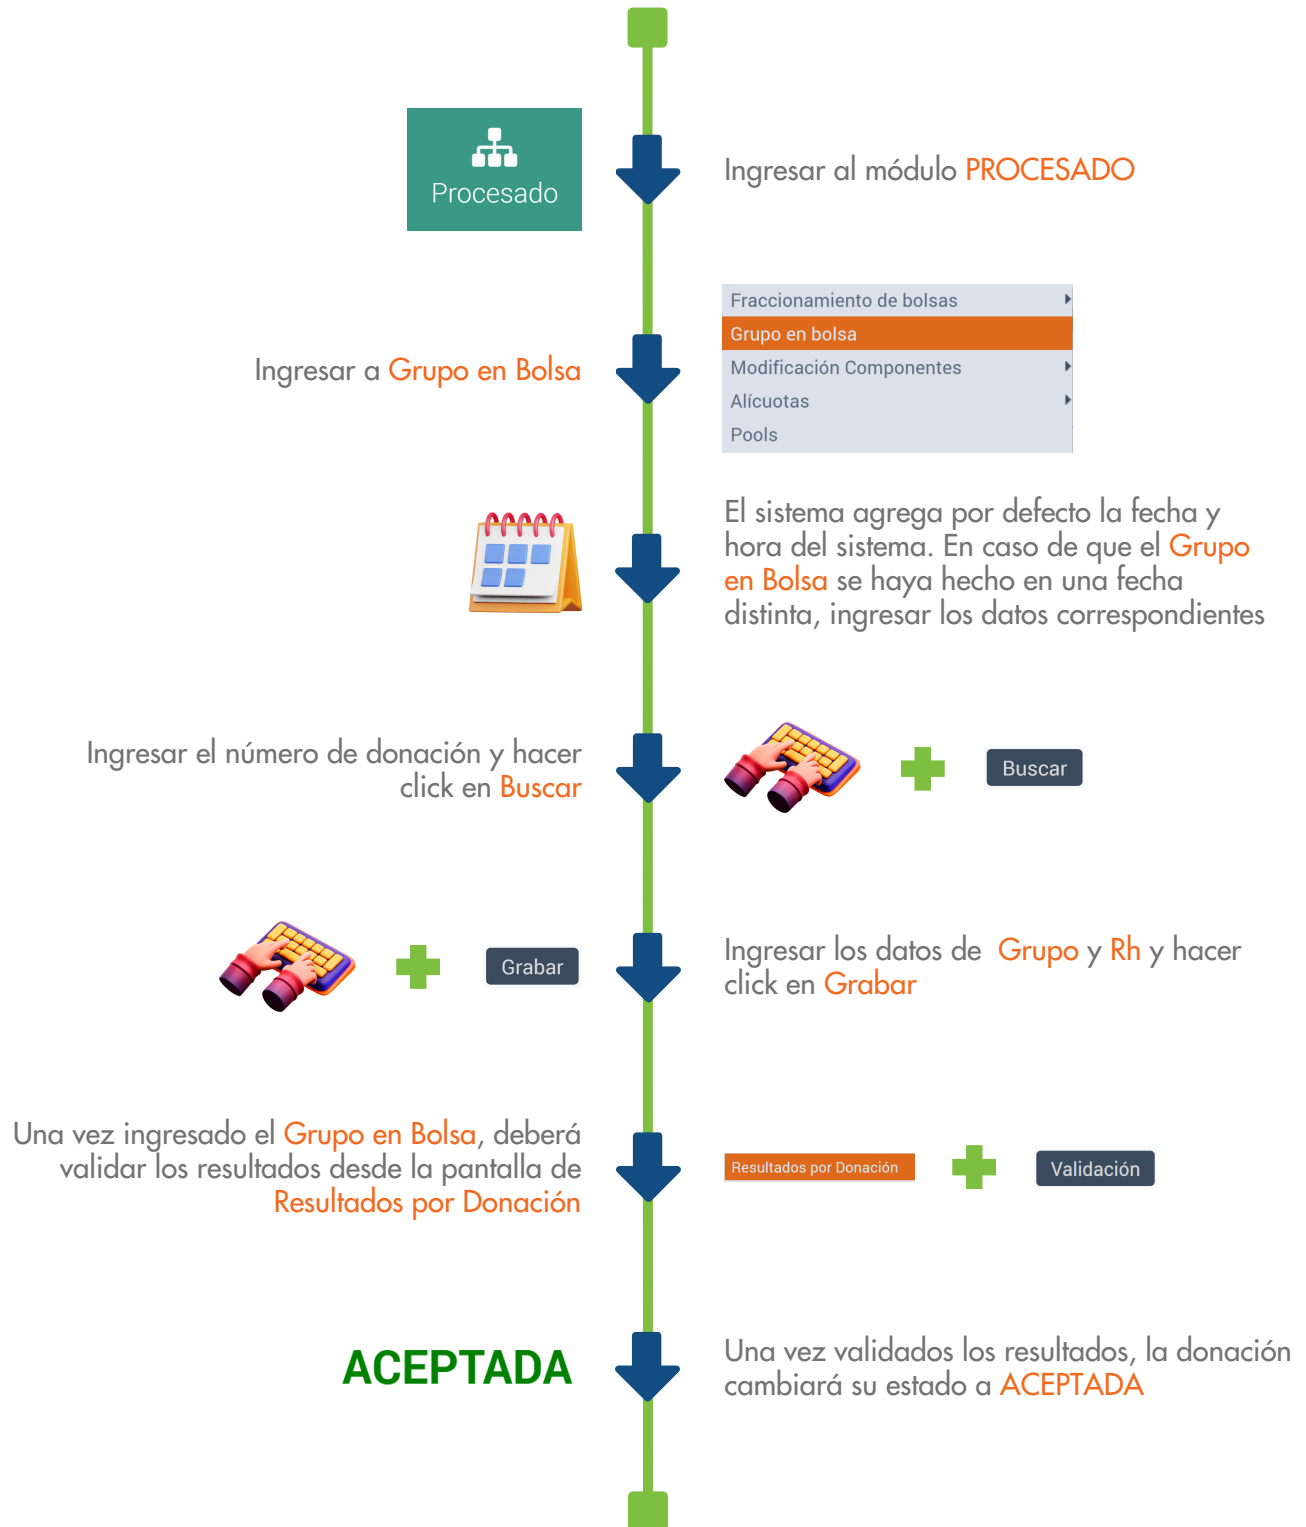 Procesado
Ingresar al módulo PROCESADO
Ingresar a Grupo en Bolsa
Fraccionamiento de bolsas
Grupo en bolsa
Modificación Componentes
Alícuotas
Pools
El sistema agrega por defecto la fecha y
hora del sistema. En caso de que el Grupo
en Bolsa se haya hecho en una fecha
distinta, ingresar los datos correspondientes
Ingresar el número de donación y hacer
click en Buscar
Buscar
Grabar
Ingresar los datos de Grupo y Rh y hacer
click en Grabar
Una vez ingresado el Grupo en Bolsa, deberá
validar los resultados desde la pantalla de
Resultados por Donación
Resultados por Donación
Validación
ACEPTADA
Una vez validados los resultados, la donación
cambiará su estado a ACEPTADA